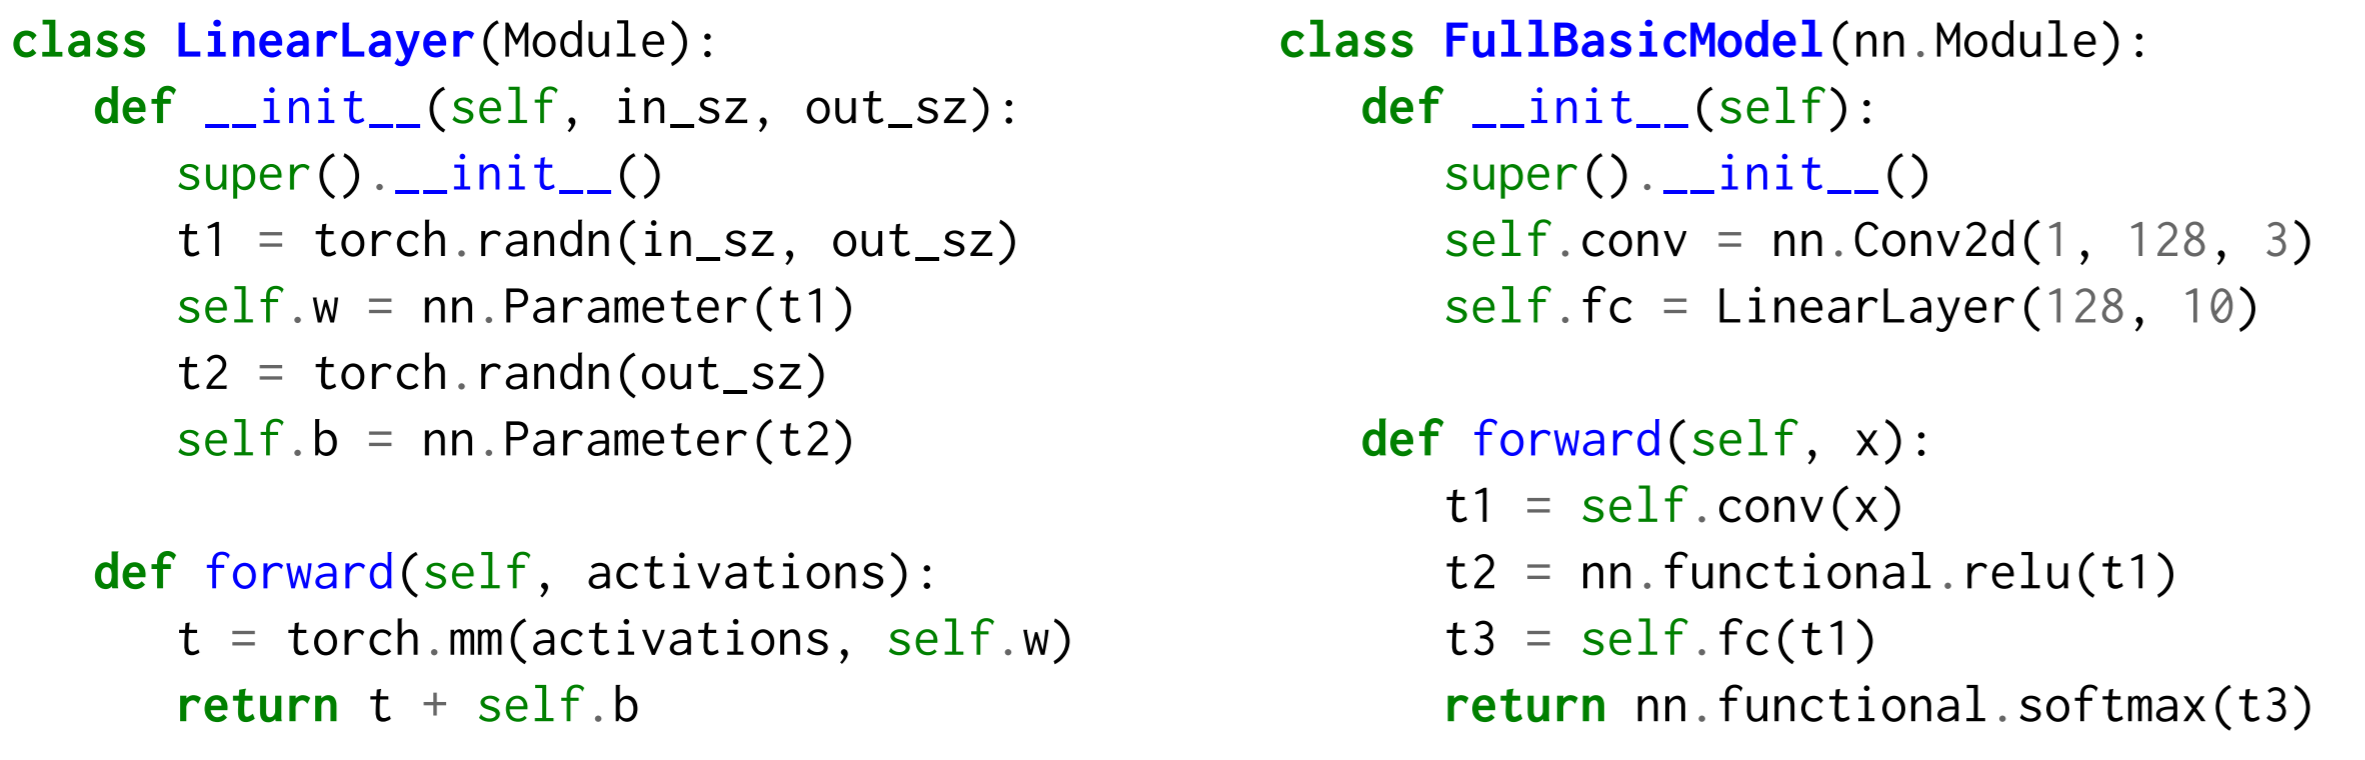 class LinearLayer(Module):
    def __init__(self, in_sz, out_sz):
        super().__init__()
        t1 = torch.randn(in_sz, out_sz)
        self.w = nn.Parameter(t1)
        t2 = torch.randn(out_sz)
        self.b = nn.Parameter(t2)

    def forward(self, activations):
        t = torch.mm(activations, self.w)
        return t + self.b

class FullBasicModel(nn.Module):
    def __init__(self):
        super().__init__()
        self.conv = nn.Conv2d(1, 128, 3)
        self.fc = LinearLayer(128, 10)

    def forward(self, x):
        t1 = self.conv(x)
        t2 = nn.functional.relu(t1)
        t3 = self.fc(t1)
        return nn.functional.softmax(t3)